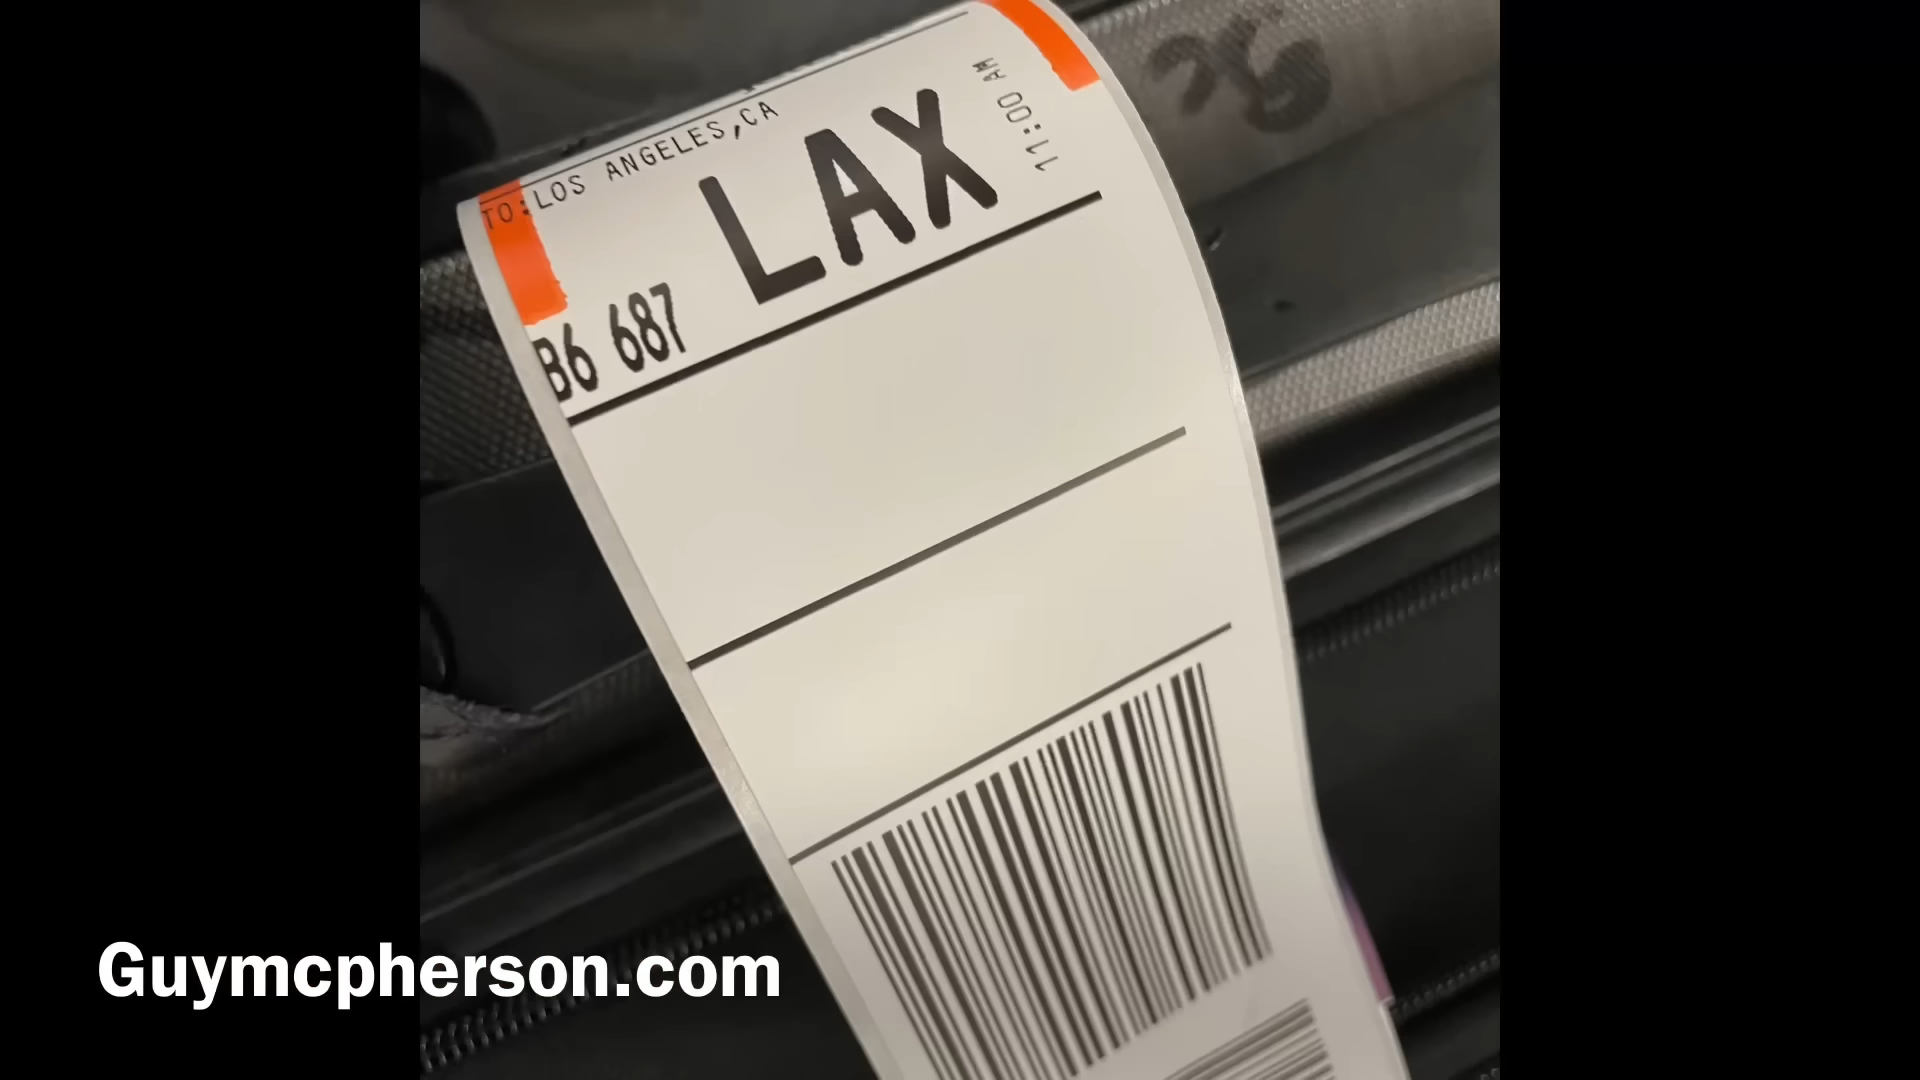 TO:LOS ANGELES,CA
LAX
11:00 AM
B6 687
Guymcpherson.com